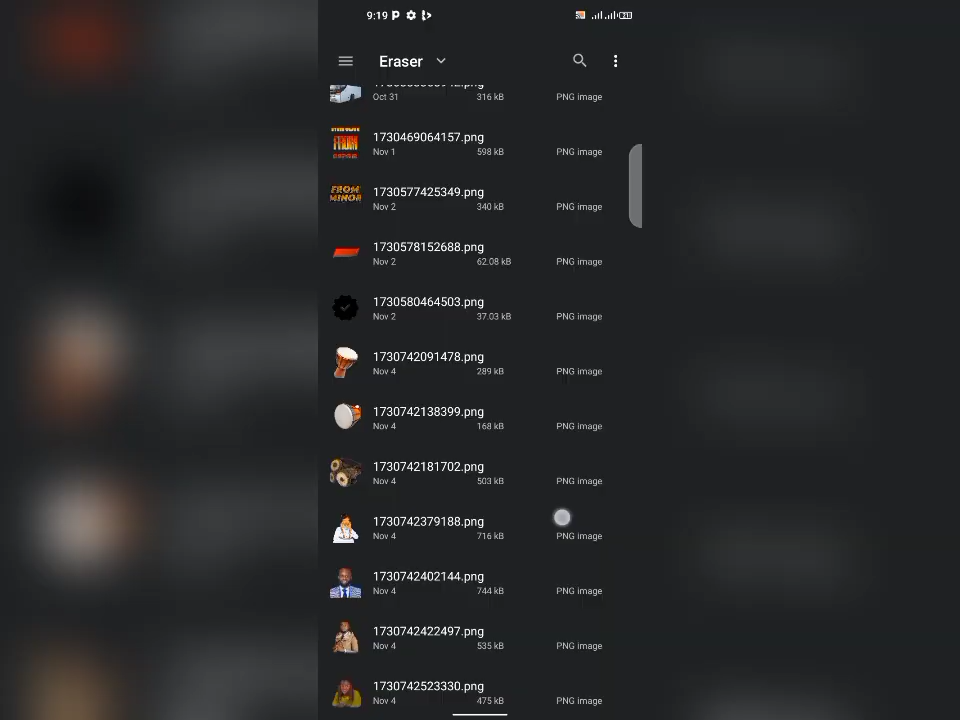 9:19
Eraser
Oct 31 316 kB PNG image
1730469064157.png
Nov 1 598 kB PNG image
FROM
MINOR
1730577425349.png
Nov 2 340 kB PNG image
1730578152688.png
Nov 2 62.08 kB PNG image
1730580464503.png
Nov 2 37.03 kB PNG image
1730742091478.png
Nov 4 289 kB PNG image
1730742138399.png
Nov 4 168 kB PNG image
1730742181702.png
Nov 4 503 kB PNG image
1730742379188.png
Nov 4 716 kB PNG image
1730742402144.png
Nov 4 744 kB PNG image
1730742422497.png
Nov 4 535 kB PNG image
1730742523330.png
Nov 4 475 kB PNG image